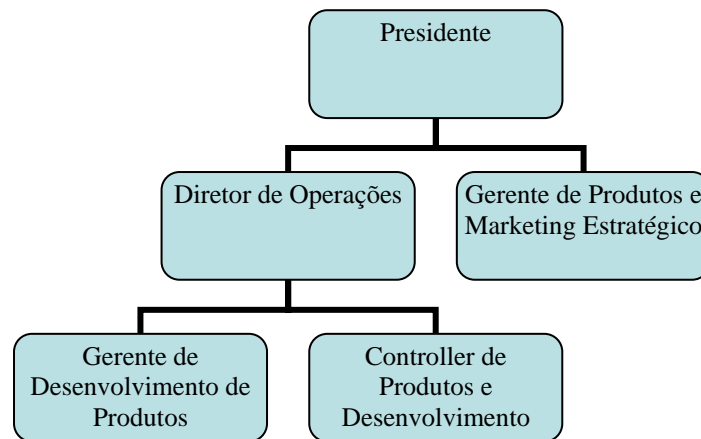 Presidente
Diretor de Operações
Gerente de Produtos e
Marketing Estratégico
Gerente de
Desenvolvimento de
Produtos
Controller de
Produtos e
Desenvolvimento